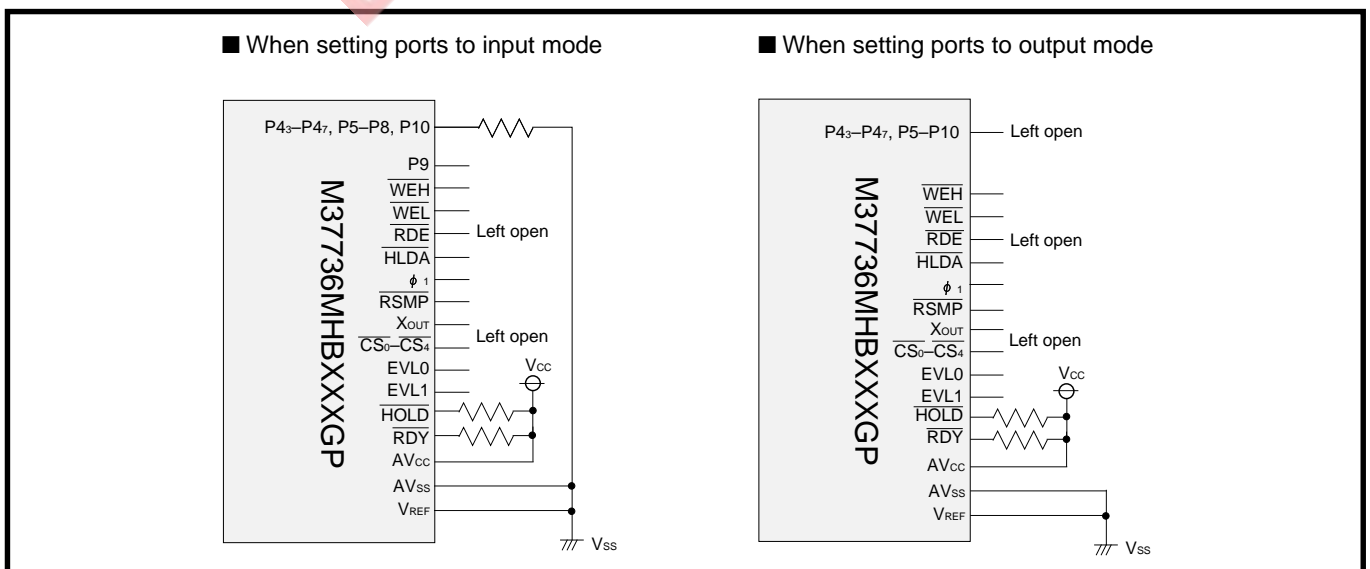 ■ When setting ports to input mode
P4₃–P4₇, P5–P8, P10
P9
WEH
WEL
RDE
Left open
HLDA
ϕ ₁
RSMP
XOUT
CS₀–CS₄
Left open
EVL0
EVL1
VCC
HOLD
RDY
AVCC
AVSS
VREF
VSS
M37736MHBXXXGP
■ When setting ports to output mode
P4₃–P4₇, P5–P10
Left open
WEH
WEL
RDE
Left open
HLDA
ϕ ₁
RSMP
XOUT
CS₀–CS₄
Left open
EVL0
EVL1
VCC
HOLD
RDY
AVCC
AVSS
VREF
VSS
M37736MHBXXXGP